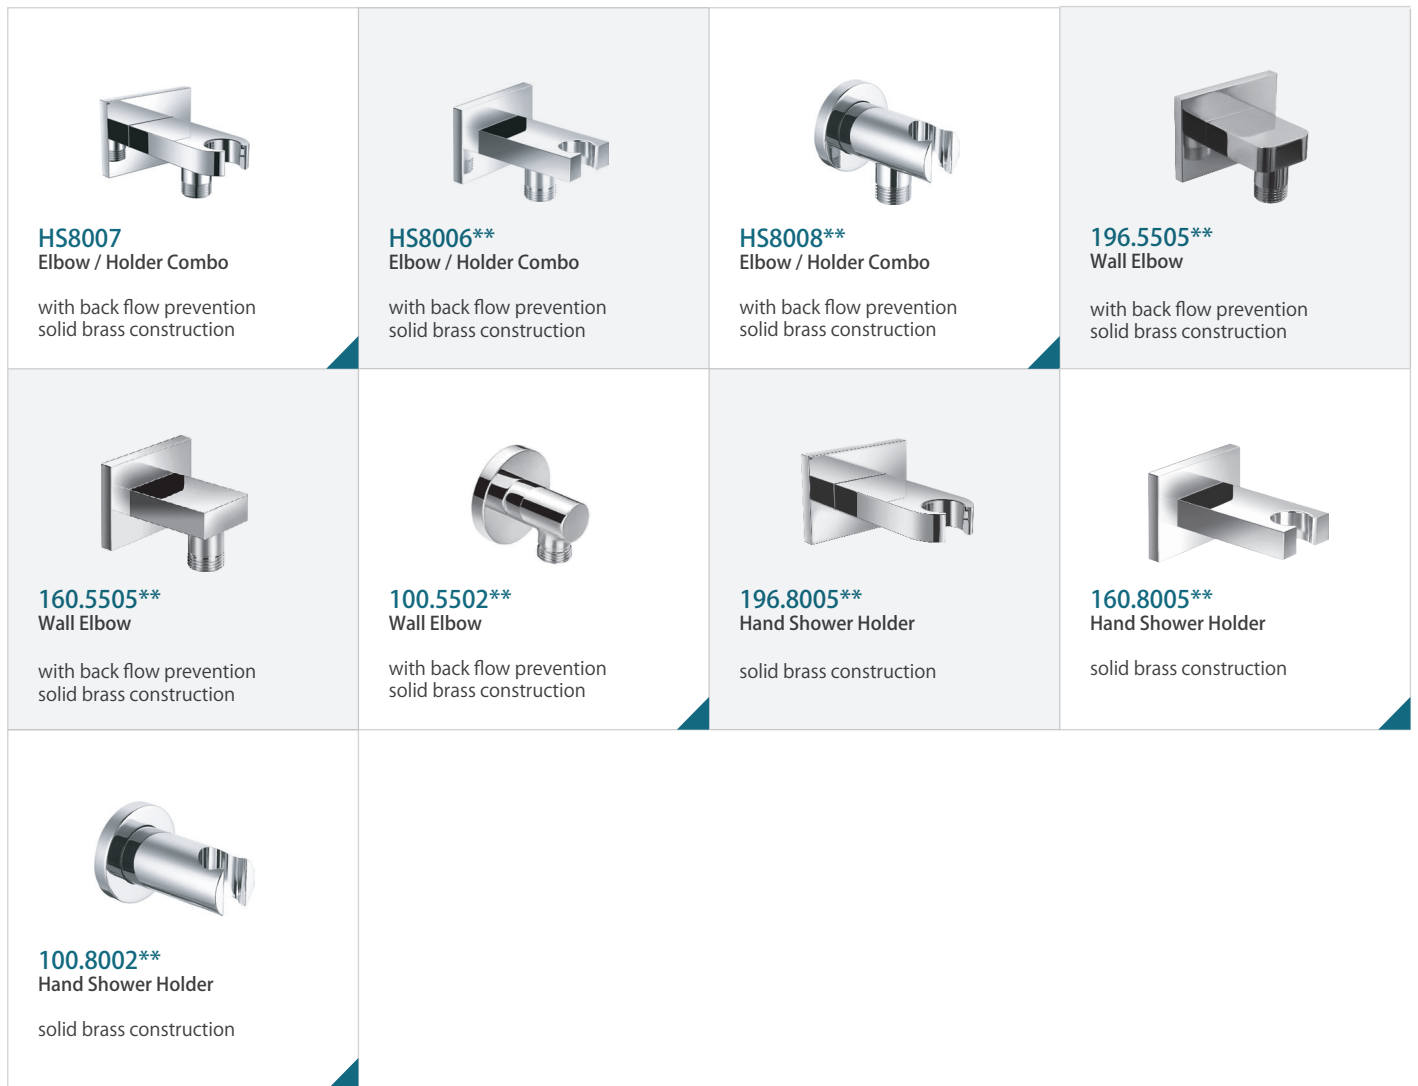 HS8007
Elbow / Holder Combo
with back flow prevention
solid brass construction
HS8006**
Elbow / Holder Combo
with back flow prevention
solid brass construction
HS8008**
Elbow / Holder Combo
with back flow prevention
solid brass construction
196.5505**
Wall Elbow
with back flow prevention
solid brass construction
160.5505**
Wall Elbow
with back flow prevention
solid brass construction
100.5502**
Wall Elbow
with back flow prevention
solid brass construction
196.8005**
Hand Shower Holder
solid brass construction
160.8005**
Hand Shower Holder
solid brass construction
100.8002**
Hand Shower Holder
solid brass construction